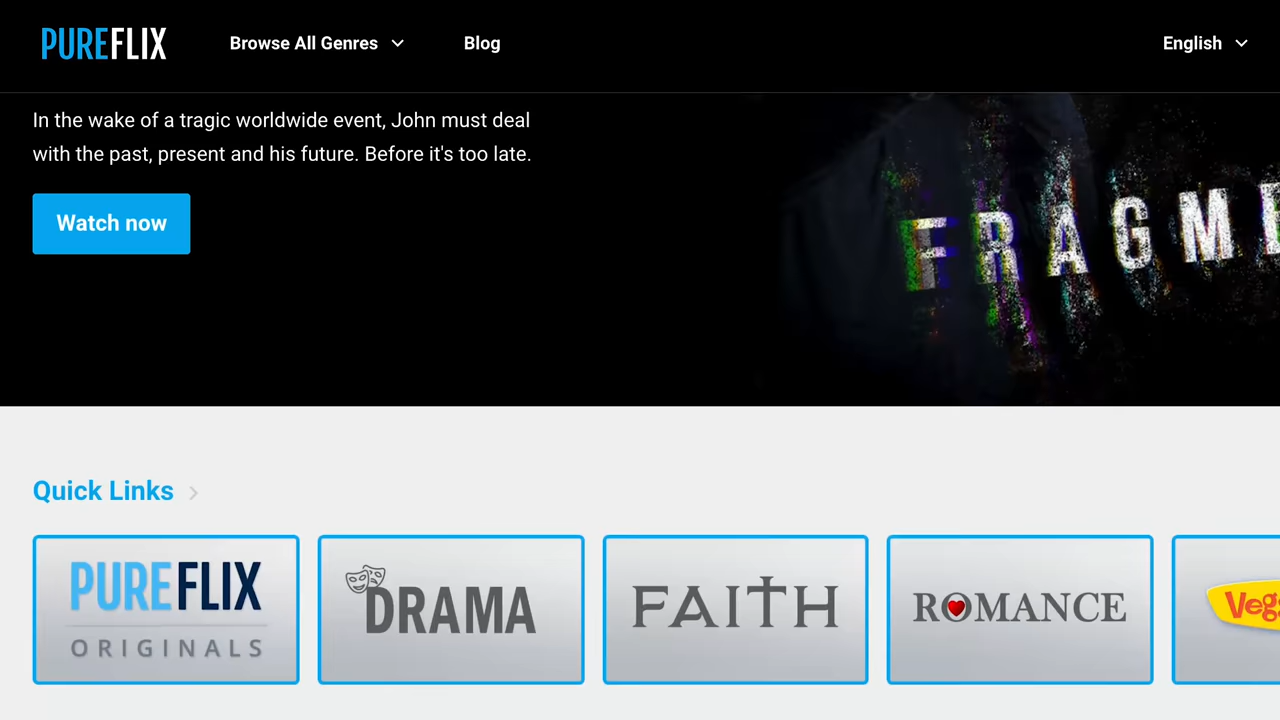 PUREFLIX
Browse All Genres
Blog
English
In the wake of a tragic worldwide event, John must deal
with the past, present and his future. Before it's too late.
Watch now
FRAGM
Quick Links
PUREFLIX
ORIGINALS
DRAMA
FAITH
ROMANCE
Veg